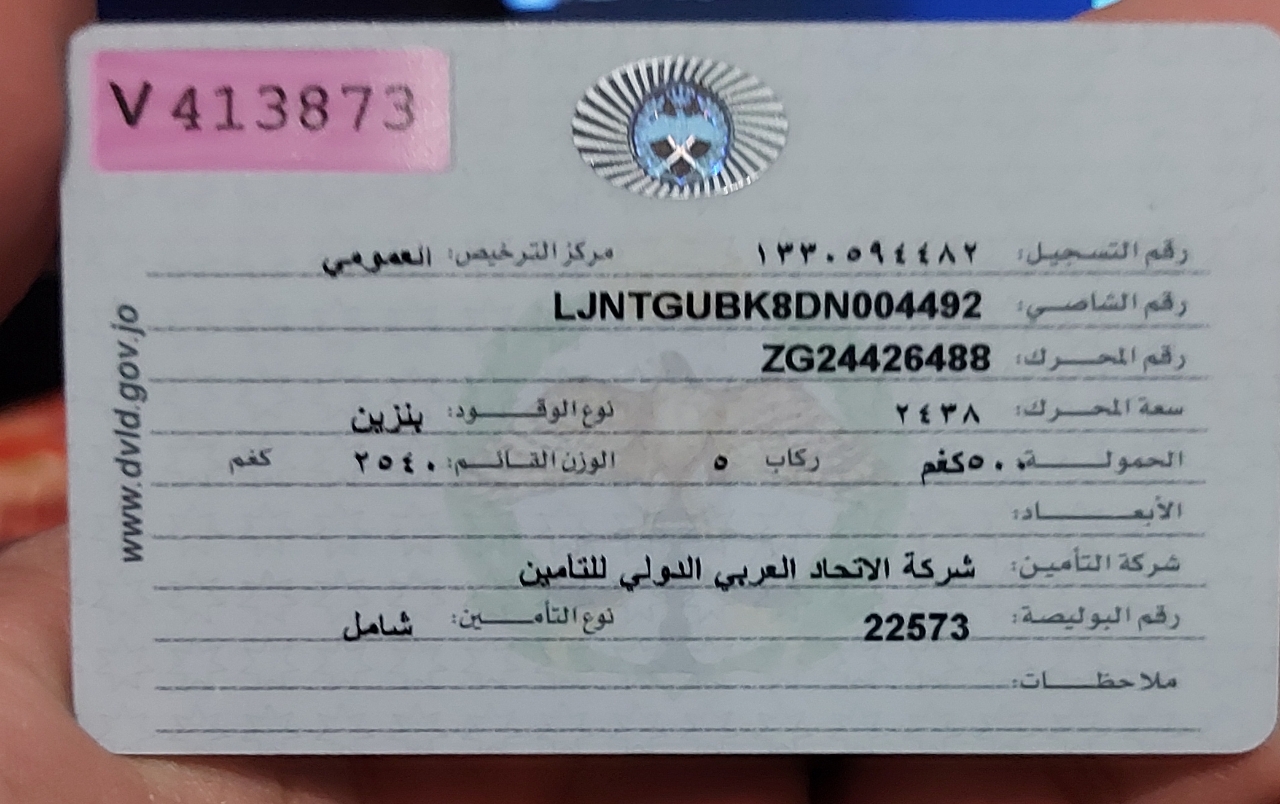 V 413873
رقم التسجيل: ١٣٣٠٥٩٤٤٨٢ مركز الترخيص: العمومي
رقم الشاصي: LJNTGUBK8DN004492
رقم المحرك: ZG24426488
سعة المحرك: ٢٤٣٨ نوع الوقود: بنزين
الحمولة: ٥٠٠كغم ركاب ٥ الوزن القائم: ٢٥٤٠ كغم
الأبعاد:
شركة التأمين: شركة الاتحاد العربي الدولي للتامين
رقم البوليصة: 22573 نوع التأمين: شامل
ملاحظات:
www.dvld.gov.jo